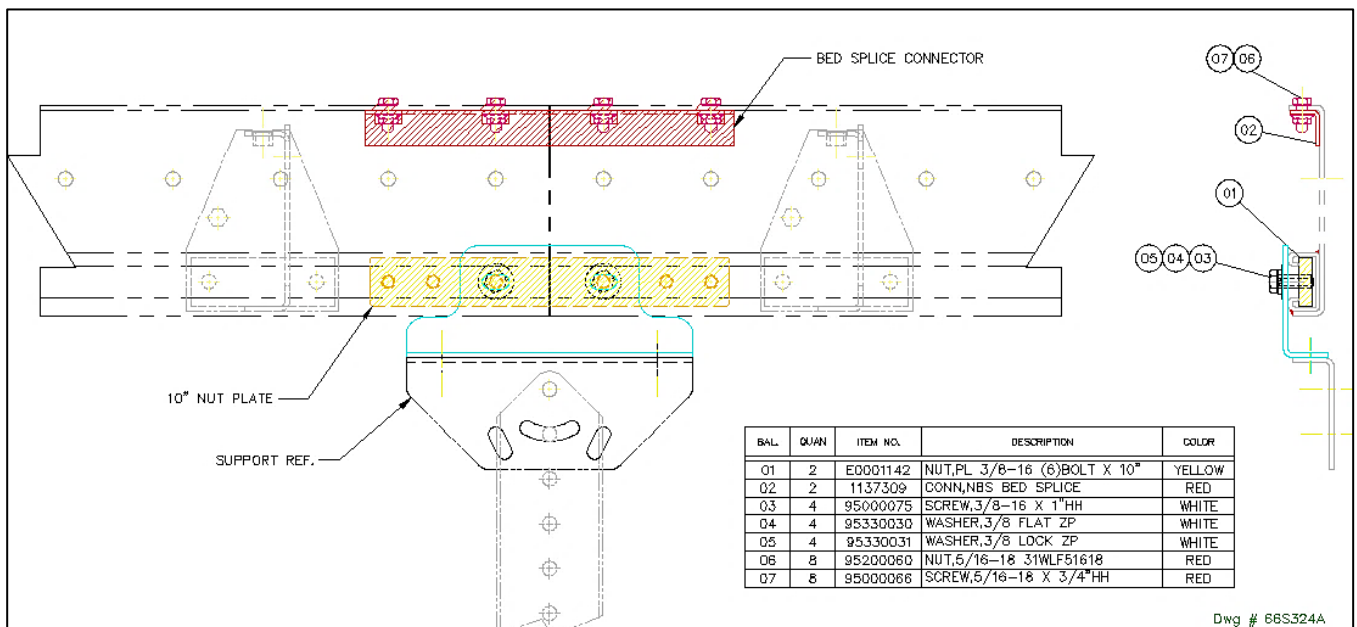 BED SPLICE CONNECTOR
07 06
02
01
05 04 03
10" NUT PLATE
SUPPORT REF.
BAL. QUAN ITEM NO. DESCRIPTION COLOR
01 2 E0001142 NUT,PL 3/8-16 (6)BOLT X 10" YELLOW
02 2 1137309 CONN,NBS BED SPLICE RED
03 4 95000075 SCREW,3/8-16 X 1"HH WHITE
04 4 95330030 WASHER,3/8 FLAT ZP WHITE
05 4 95330031 WASHER,3/8 LOCK ZP WHITE
06 8 95200060 NUT,5/16-18 31WLF51618 RED
07 8 95000066 SCREW,5/16-18 X 3/4"HH RED
Dwg # 66S324A